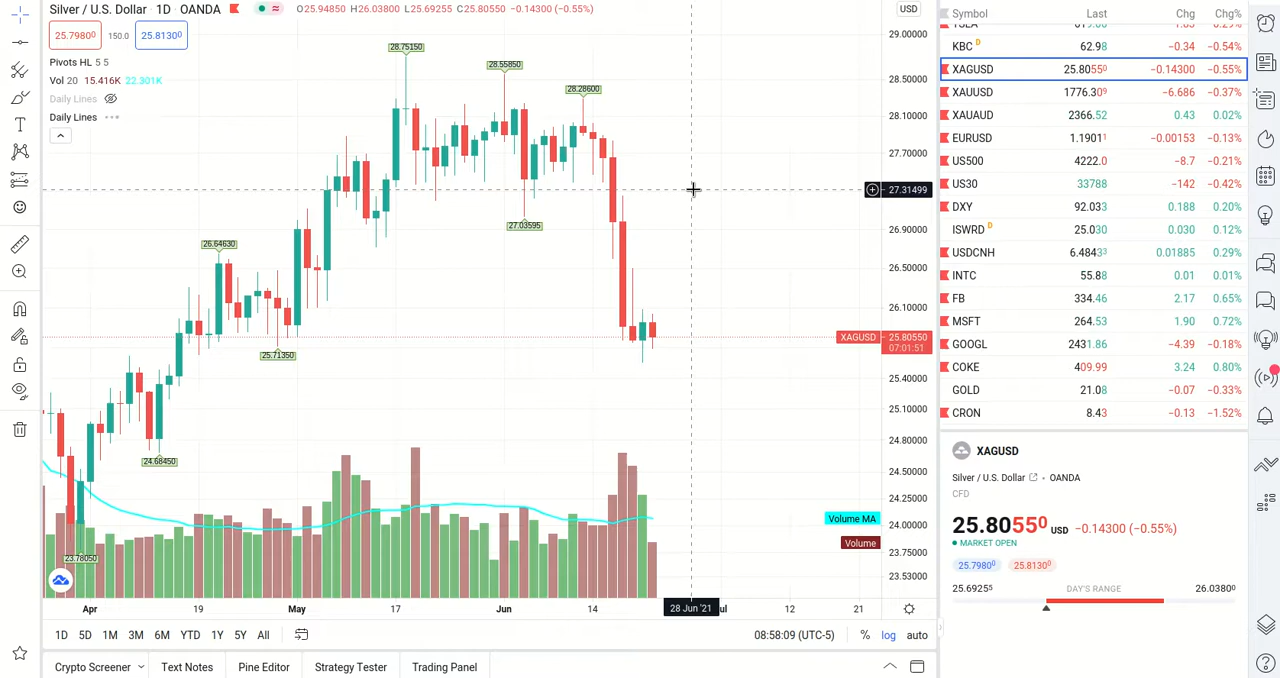 Silver / U.S. Dollar · 1D · OANDA O25.94850 H26.03800 L25.69255 C25.80550 −0.14300 (−0.55%)
USD
25.7980⁰ 150.0 25.8130⁰
Pivots HL 5 5
Vol 20 15.416K 22.301K
Daily Lines
Daily Lines
28.75150
28.55850
28.28600
27.03595
26.64630
25.71350
24.68450
23.78050
29.00000
28.50000
28.10000
27.70000
27.31499
26.90000
26.50000
26.10000
XAGUSD 25.80550
07:01:51
25.40000
25.10000
24.80000
24.50000
24.25000
24.00000
23.75000
23.53000
Volume MA
Volume
Apr 19 May 17 Jun 14 28 Jun '21 ul 12 21
1D 5D 1M 3M 6M YTD 1Y 5Y All 08:58:09 (UTC-5) % log auto
Crypto Screener Text Notes Pine Editor Strategy Tester Trading Panel
Symbol Last Chg Chg%
KBC D 62.98 −0.34 −0.54%
XAGUSD 25.8055⁰ −0.14300 −0.55%
XAUUSD 1776.3⁰⁹ −6.686 −0.37%
XAUAUD 2366.52 0.43 0.02%
EURUSD 1.1901¹ −0.00153 −0.13%
US500 4222.0 −8.7 −0.21%
US30 33788 −142 −0.42%
DXY 92.033 0.188 0.20%
ISWRD D 25.030 0.030 0.12%
USDCNH 6.484³³ 0.01885 0.29%
INTC 55.88 0.01 0.01%
FB 334.46 2.17 0.65%
MSFT 264.53 1.90 0.72%
GOOGL 2431.86 −4.39 −0.18%
COKE 409.99 3.24 0.80%
GOLD 21.08 −0.07 −0.33%
CRON 8.43 −0.13 −1.52%
XAGUSD
Silver / U.S. Dollar · OANDA
CFD
25.8055⁰ USD −0.14300 (−0.55%)
MARKET OPEN
25.7980⁰ 25.8130⁰
25.69255 DAY'S RANGE 26.0380⁰